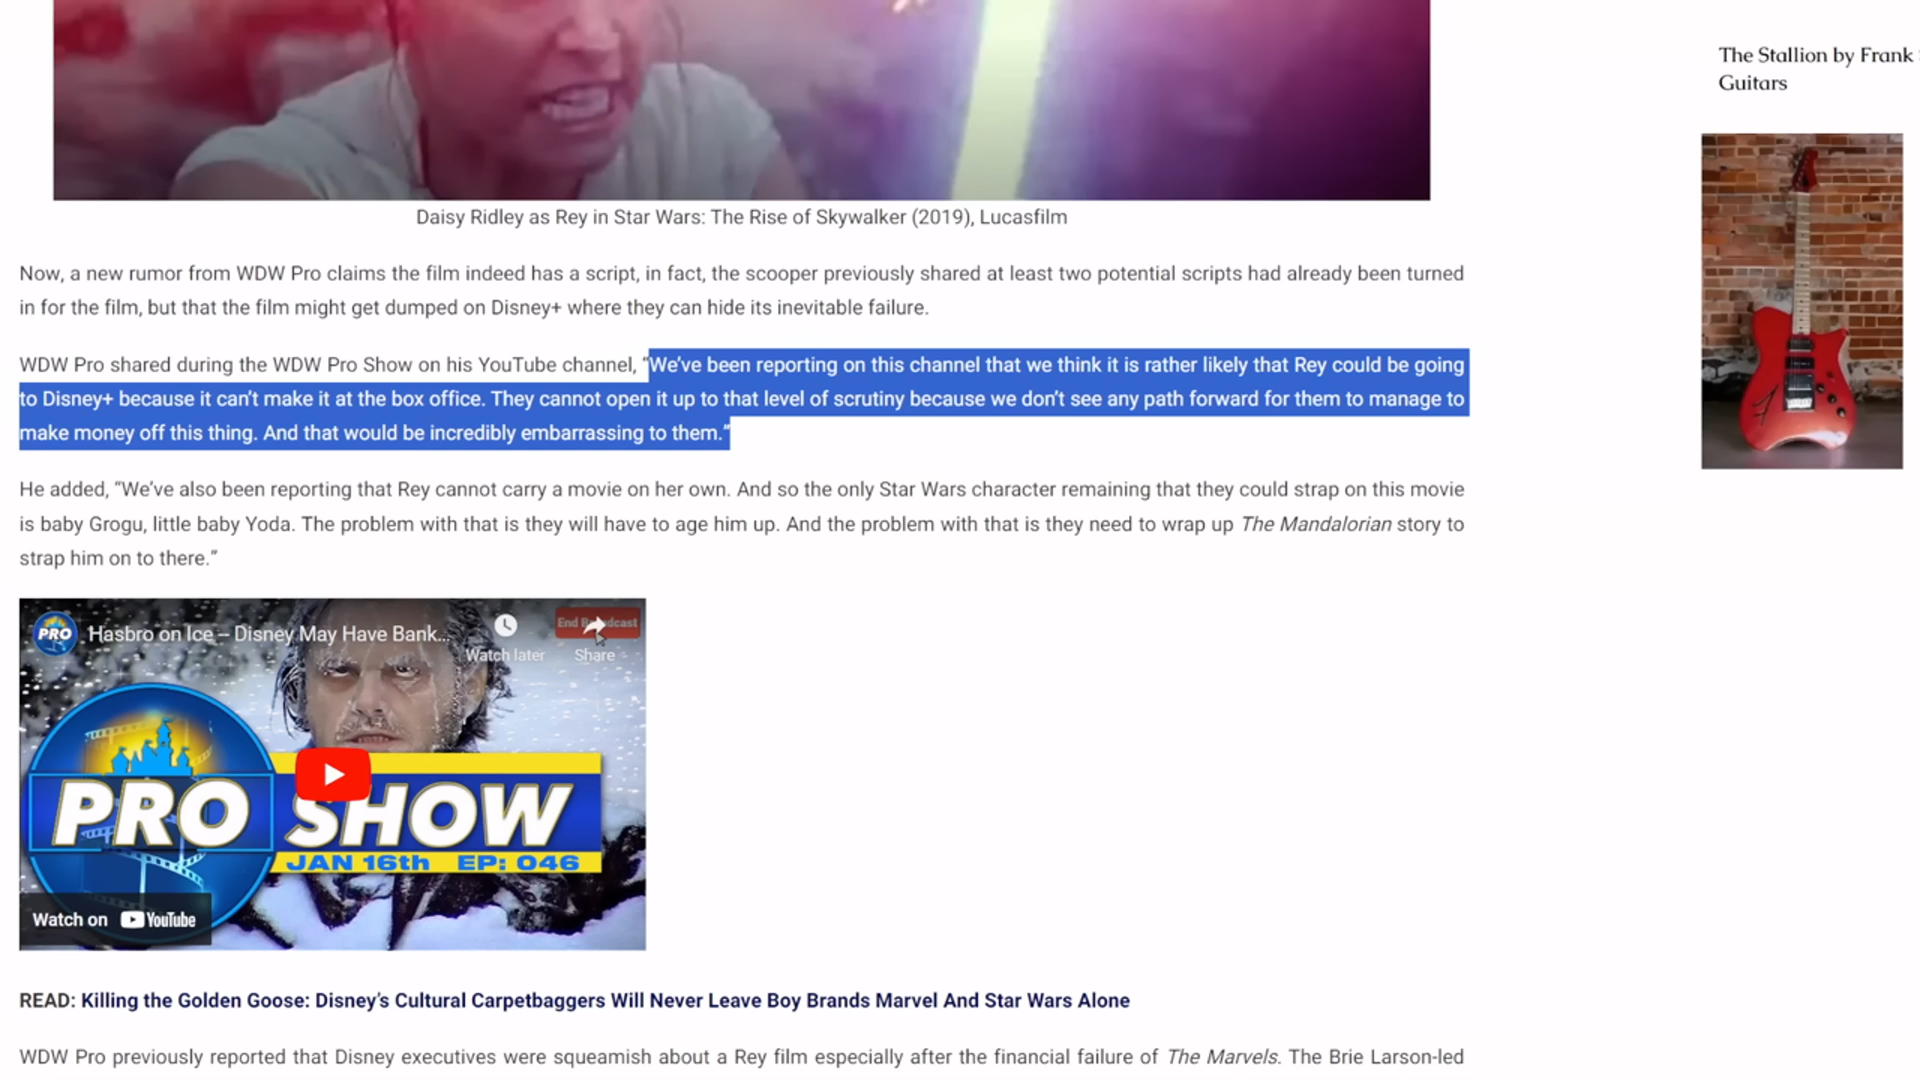 The Stallion by Frank
Guitars
Daisy Ridley as Rey in Star Wars: The Rise of Skywalker (2019), Lucasfilm
Now, a new rumor from WDW Pro claims the film indeed has a script, in fact, the scooper previously shared at least two potential scripts had already been turned
in for the film, but that the film might get dumped on Disney+ where they can hide its inevitable failure.
WDW Pro shared during the WDW Pro Show on his YouTube channel, “We’ve been reporting on this channel that we think it is rather likely that Rey could be going
to Disney+ because it can’t make it at the box office. They cannot open it up to that level of scrutiny because we don’t see any path forward for them to manage to
make money off this thing. And that would be incredibly embarrassing to them.”
He added, “We’ve also been reporting that Rey cannot carry a movie on her own. And so the only Star Wars character remaining that they could strap on this movie
is baby Grogu, little baby Yoda. The problem with that is they will have to age him up. And the problem with that is they need to wrap up The Mandalorian story to
strap him on to there.”
PRO Hasbro on Ice – Disney May Have Bank...
End Broadcast
Watch later Share
PRO SHOW
JAN 16th EP: 046
Watch on YouTube
READ: Killing the Golden Goose: Disney’s Cultural Carpetbaggers Will Never Leave Boy Brands Marvel And Star Wars Alone
WDW Pro previously reported that Disney executives were squeamish about a Rey film especially after the financial failure of The Marvels. The Brie Larson-led